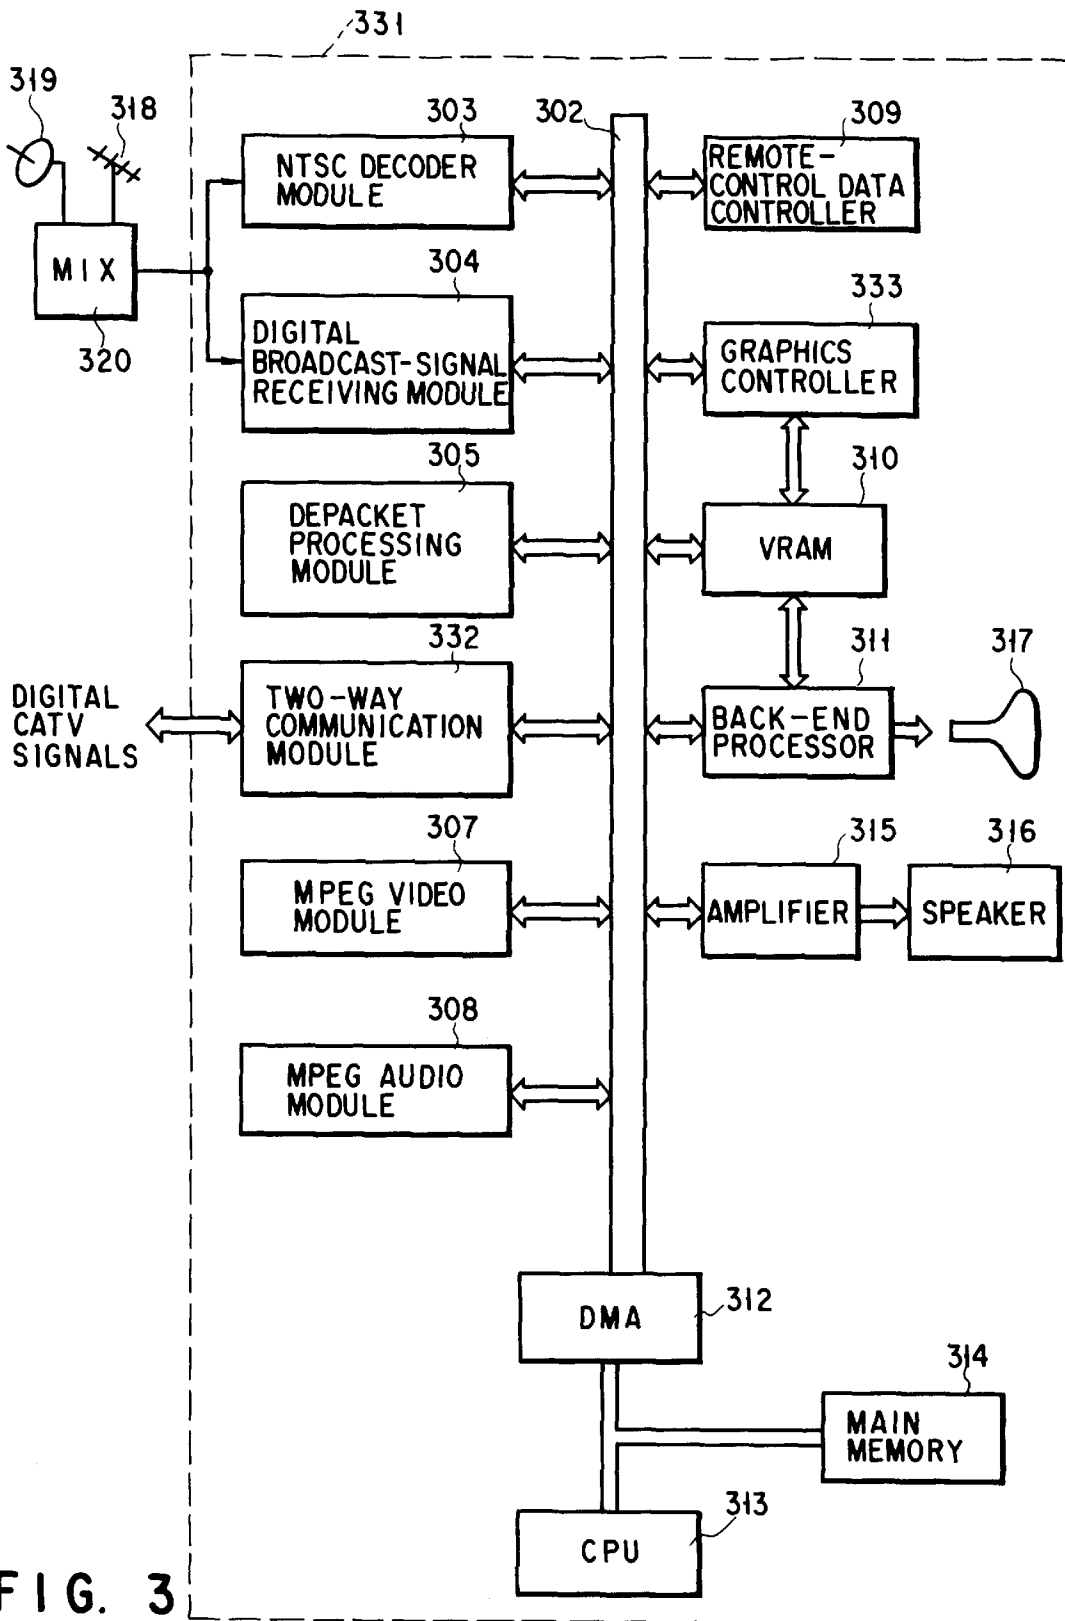 331
319
318
MIX
320
303
NTSC DECODER
MODULE
304
DIGITAL
BROADCAST-SIGNAL
RECEIVING MODULE
305
DEPACKET
PROCESSING
MODULE
332
TWO-WAY
COMMUNICATION
MODULE
DIGITAL
CATV
SIGNALS
307
MPEG VIDEO
MODULE
308
MPEG AUDIO
MODULE
302
309
REMOTE-
CONTROL DATA
CONTROLLER
333
GRAPHICS
CONTROLLER
310
VRAM
311
BACK-END
PROCESSOR
317
315
AMPLIFIER
316
SPEAKER
DMA
312
314
MAIN
MEMORY
313
CPU
FIG. 3